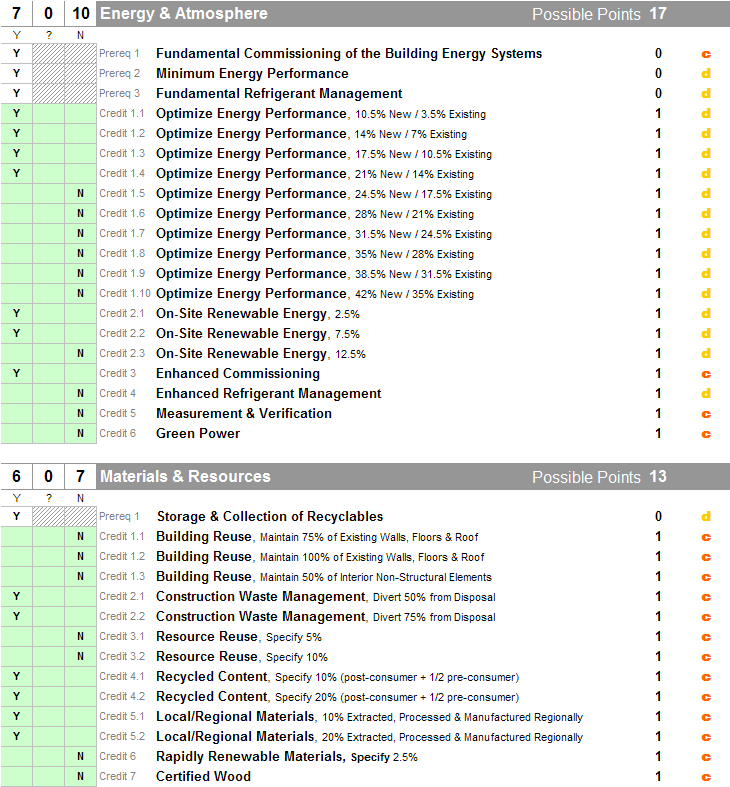 7 0 10 Energy & Atmosphere Possible Points 17
Y ? N
Y Prereq 1 Fundamental Commissioning of the Building Energy Systems 0 c
Y Prereq 2 Minimum Energy Performance 0 d
Y Prereq 3 Fundamental Refrigerant Management 0 d
Y Credit 1.1 Optimize Energy Performance, 10.5% New / 3.5% Existing 1 d
Y Credit 1.2 Optimize Energy Performance, 14% New / 7% Existing 1 d
Y Credit 1.3 Optimize Energy Performance, 17.5% New / 10.5% Existing 1 d
Y Credit 1.4 Optimize Energy Performance, 21% New / 14% Existing 1 d
N Credit 1.5 Optimize Energy Performance, 24.5% New / 17.5% Existing 1 d
N Credit 1.6 Optimize Energy Performance, 28% New / 21% Existing 1 d
N Credit 1.7 Optimize Energy Performance, 31.5% New / 24.5% Existing 1 d
N Credit 1.8 Optimize Energy Performance, 35% New / 28% Existing 1 d
N Credit 1.9 Optimize Energy Performance, 38.5% New / 31.5% Existing 1 d
N Credit 1.10 Optimize Energy Performance, 42% New / 35% Existing 1 d
Y Credit 2.1 On-Site Renewable Energy, 2.5% 1 d
Y Credit 2.2 On-Site Renewable Energy, 7.5% 1 d
N Credit 2.3 On-Site Renewable Energy, 12.5% 1 d
Y Credit 3 Enhanced Commissioning 1 c
N Credit 4 Enhanced Refrigerant Management 1 d
N Credit 5 Measurement & Verification 1 c
N Credit 6 Green Power 1 c
6 0 7 Materials & Resources Possible Points 13
Y ? N
Y Prereq 1 Storage & Collection of Recyclables 0 d
N Credit 1.1 Building Reuse, Maintain 75% of Existing Walls, Floors & Roof 1 c
N Credit 1.2 Building Reuse, Maintain 100% of Existing Walls, Floors & Roof 1 c
N Credit 1.3 Building Reuse, Maintain 50% of Interior Non-Structural Elements 1 c
Y Credit 2.1 Construction Waste Management, Divert 50% from Disposal 1 c
Y Credit 2.2 Construction Waste Management, Divert 75% from Disposal 1 c
N Credit 3.1 Resource Reuse, Specify 5% 1 c
N Credit 3.2 Resource Reuse, Specify 10% 1 c
Y Credit 4.1 Recycled Content, Specify 10% (post-consumer + 1/2 pre-consumer) 1 c
Y Credit 4.2 Recycled Content, Specify 20% (post-consumer + 1/2 pre-consumer) 1 c
Y Credit 5.1 Local/Regional Materials, 10% Extracted, Processed & Manufactured Regionally 1 c
Y Credit 5.2 Local/Regional Materials, 20% Extracted, Processed & Manufactured Regionally 1 c
N Credit 6 Rapidly Renewable Materials, Specify 2.5% 1 c
N Credit 7 Certified Wood 1 c